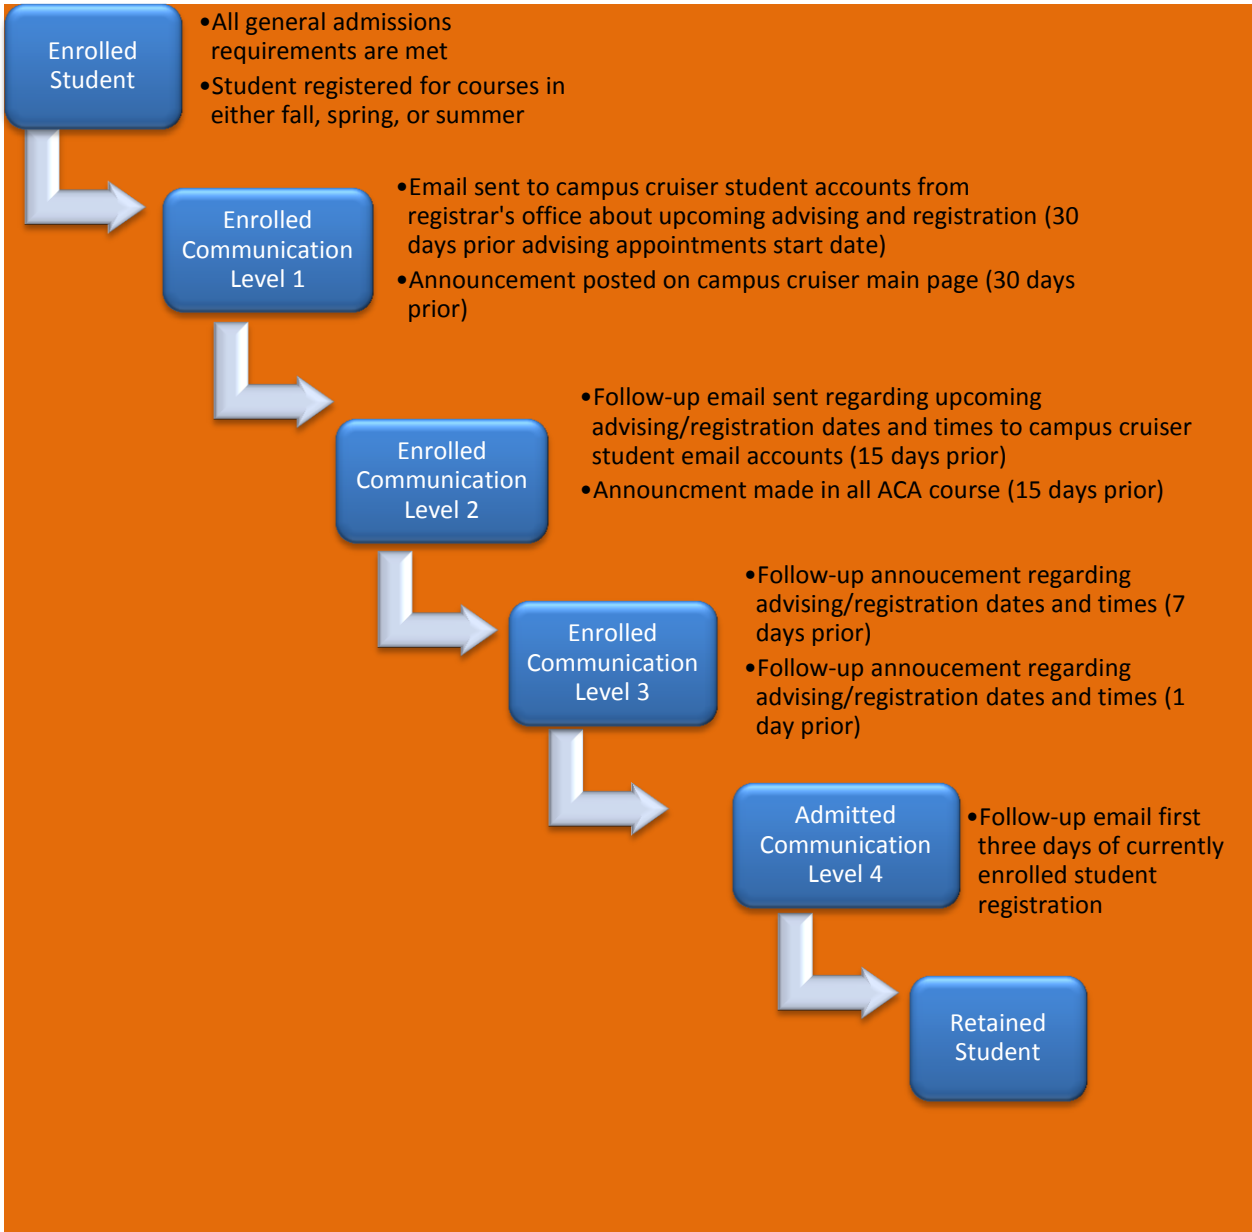 Enrolled
Student
•All general admissions
requirements are met
•Student registered for courses in
either fall, spring, or summer
Enrolled
Communication
Level 1
•Email sent to campus cruiser student accounts from
registrar's office about upcoming advising and registration (30
days prior advising appointments start date)
•Announcement posted on campus cruiser main page (30 days
prior)
Enrolled
Communication
Level 2
•Follow-up email sent regarding upcoming
advising/registration dates and times to campus cruiser
student email accounts (15 days prior)
•Announcment made in all ACA course (15 days prior)
Enrolled
Communication
Level 3
•Follow-up annoucement regarding
advising/registration dates and times (7
days prior)
•Follow-up annoucement regarding
advising/registration dates and times (1
day prior)
Admitted
Communication
Level 4
•Follow-up email first
three days of currently
enrolled student
registration
Retained
Student